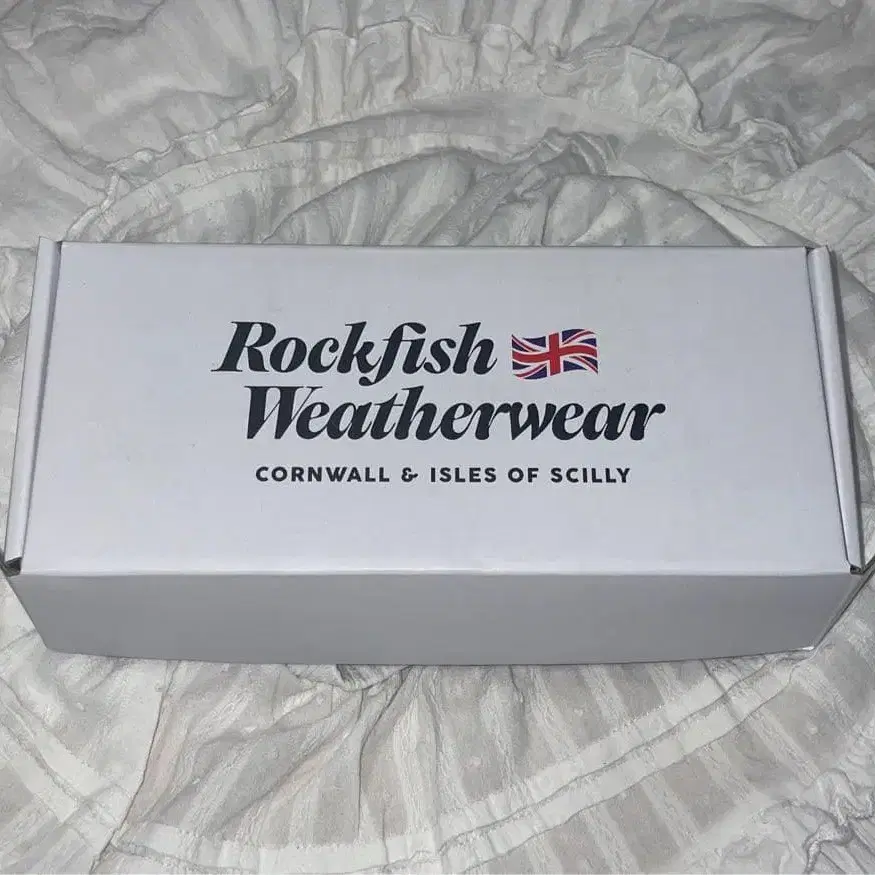 Rockfish
Weatherwear
CORNWALL & ISLES OF SCILLY